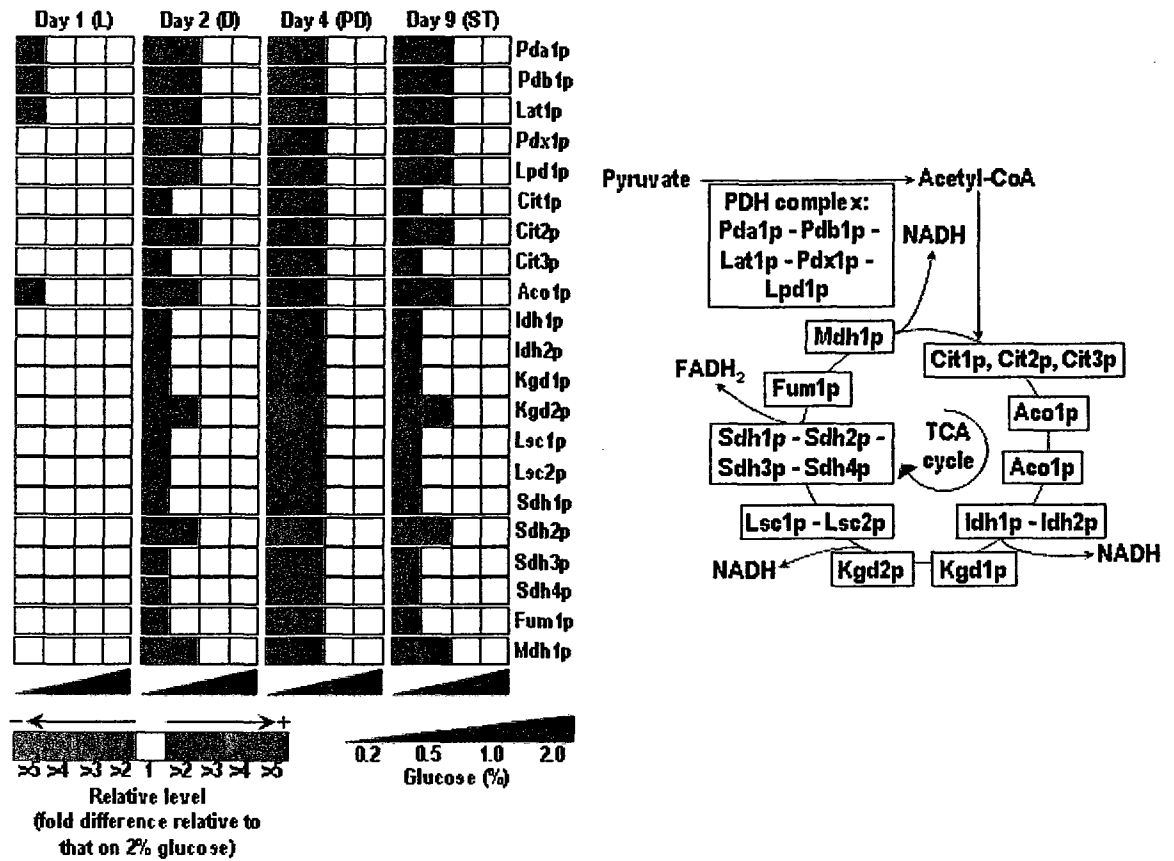 Day 1 (L) Day 2 (D) Day 4 (PD) Day 9 (ST)
Pda1p
Pdb1p
Lat1p
Pdx1p
Lpd1p
Cit1p
Cit2p
Cit3p
Aco1p
Idh1p
Idh2p
Kgd1p
Kgd2p
Lsc1p
Lsc2p
Sdh1p
Sdh2p
Sdh3p
Sdh4p
Fum1p
Mdh1p
- +
>5 >4 >3 >2 1 >2 >3 >4 >5
Relative level
(fold difference relative to
that on 2% glucose)
0.2 0.5 1.0 2.0
Glucose (%)
Pyruvate Acetyl-CoA
PDH complex:
Pda1p - Pdb1p -
Lat1p - Pdx1p -
Lpd1p
NADH
Mdh1p
Cit1p, Cit2p, Cit3p
FADH2
Fum1p
Aco1p
Sdh1p - Sdh2p -
Sdh3p - Sdh4p
TCA
cycle
Aco1p
Lsc1p - Lsc2p
Idh1p - Idh2p
NADH
Kgd2p
Kgd1p
NADH